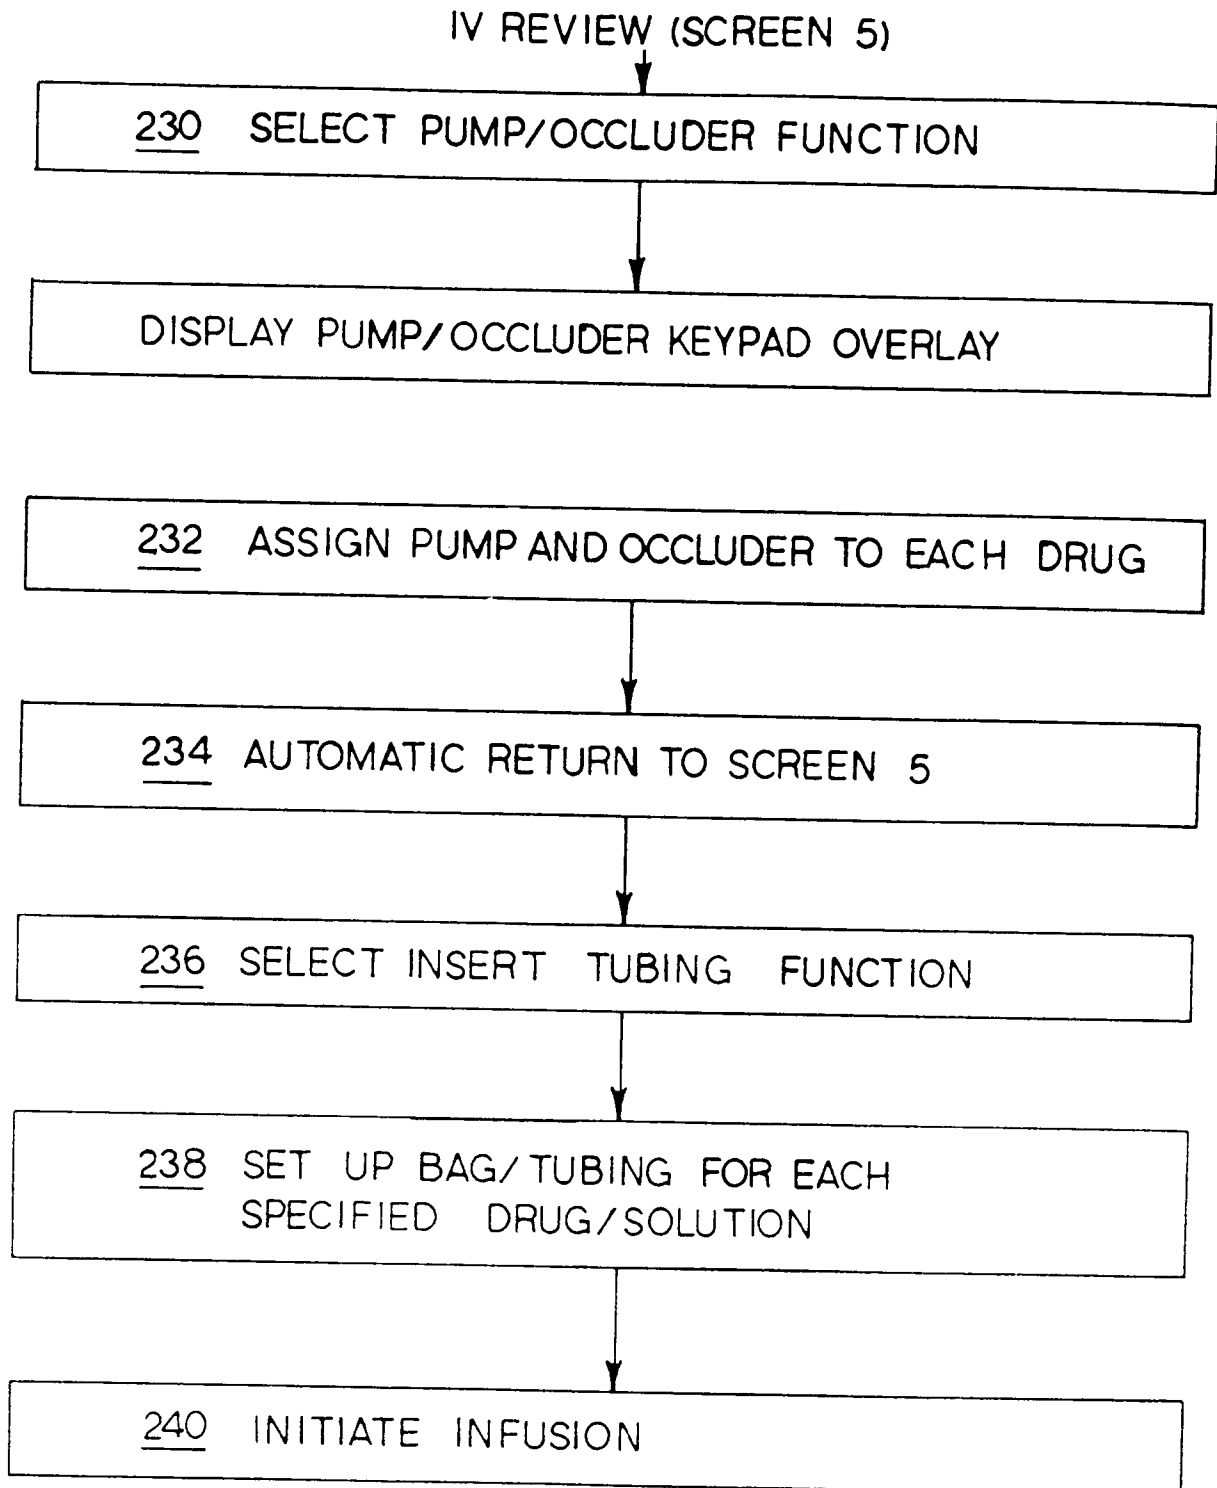 IV REVIEW (SCREEN 5)
230 SELECT PUMP/OCCLUDER FUNCTION
DISPLAY PUMP/OCCLUDER KEYPAD OVERLAY
232 ASSIGN PUMP AND OCCLUDER TO EACH DRUG
234 AUTOMATIC RETURN TO SCREEN 5
236 SELECT INSERT TUBING FUNCTION
238 SET UP BAG/TUBING FOR EACH
SPECIFIED DRUG/SOLUTION
240 INITIATE INFUSION